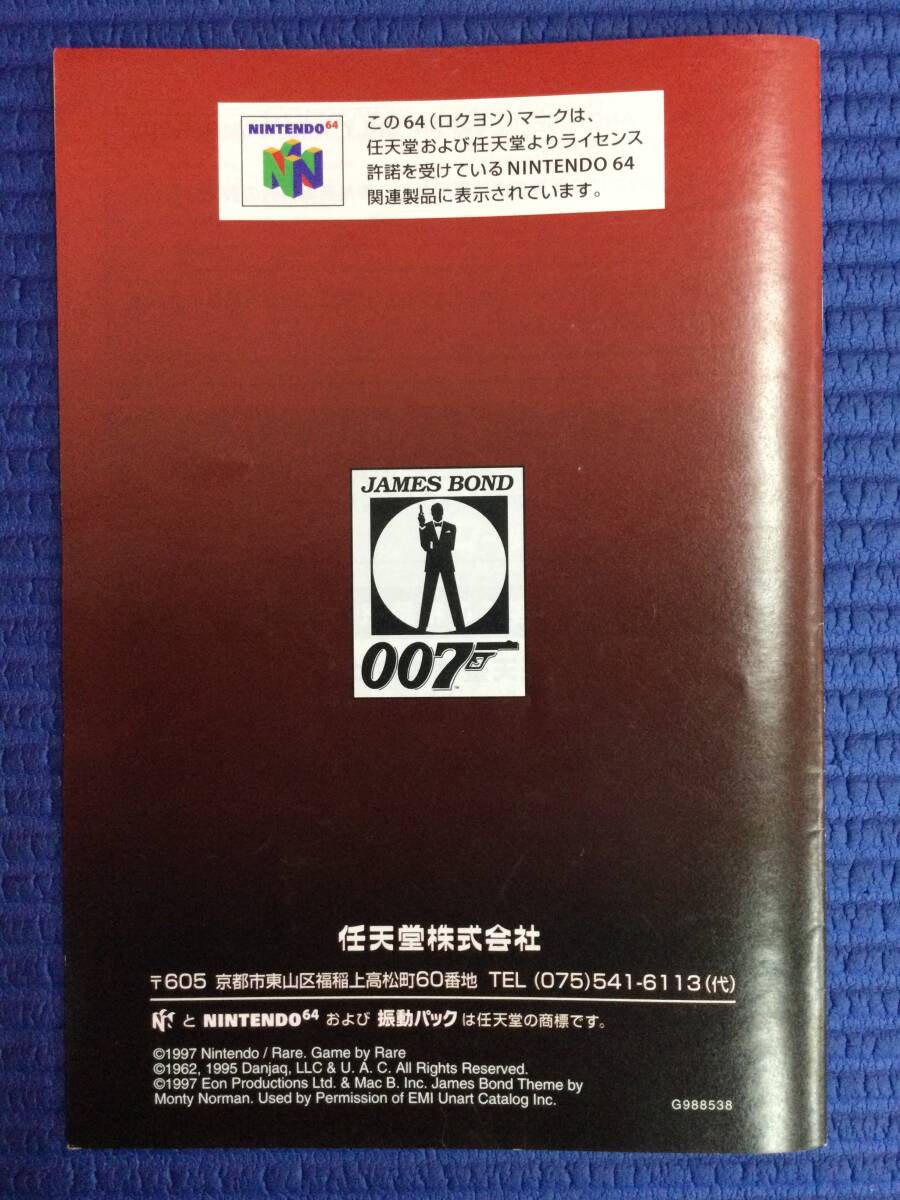 NINTENDO64
この64（ロクヨン）マークは、
任天堂および任天堂よりライセンス
許諾を受けているNINTENDO 64
関連製品に表示されています。
JAMES BOND
007
TM
任天堂株式会社
〒605 京都市東山区福稲上高松町60番地 TEL (075)541-6113(代)
と NINTENDO64 および 振動パック は任天堂の商標です。
©1997 Nintendo / Rare. Game by Rare
©1962, 1995 Danjaq, LLC & U. A. C. All Rights Reserved.
©1997 Eon Productions Ltd. & Mac B. Inc. James Bond Theme by
Monty Norman. Used by Permission of EMI Unart Catalog Inc.
G988538